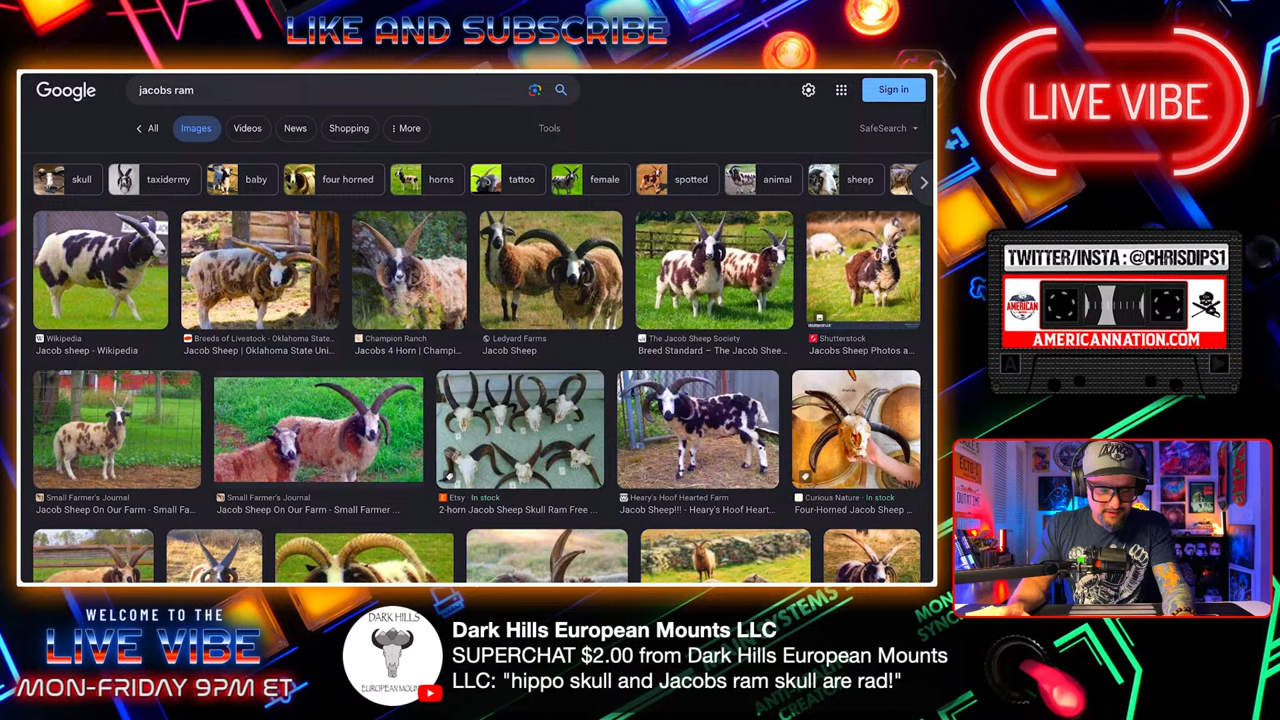 LIKE AND SUBSCRIBE
LIVE VIBE
Google
jacobs ram
Sign in
All
Images
Videos
News
Shopping
More
Tools
SafeSearch
skull
taxidermy
baby
four horned
horns
tattoo
female
spotted
animal
sheep
Wikipedia
Jacob sheep - Wikipedia
Breeds of Livestock - Oklahoma State...
Jacob Sheep | Oklahoma State Uni...
Champion Ranch
Jacobs 4 Horn | Champi...
Ledyard Farms
Jacob Sheep
The Jacob Sheep Society
Breed Standard – The Jacob Shee...
Shutterstock
Jacobs Sheep Photos a...
TWITTER/INSTA : @CHRISDIPS1
AMERICAN
A
AMERICANNATION.COM
Small Farmer's Journal
Jacob Sheep On Our Farm - Small Fa...
Small Farmer's Journal
Jacob Sheep On Our Farm - Small Farmer ...
Etsy · In stock
2-horn Jacob Sheep Skull Ram Free ...
Heary's Hoof Hearted Farm
Jacob Sheep!!! - Heary's Hoof Heart...
Curious Nature · In stock
Four-Horned Jacob Sheep ...
WELCOME TO THE
LIVE VIBE
MON-FRIDAY 9PM ET
DARK HILLS
Dark Hills European Mounts LLC
SUPERCHAT $2.00 from Dark Hills European Mounts
LLC: "hippo skull and Jacobs ram skull are rad!"